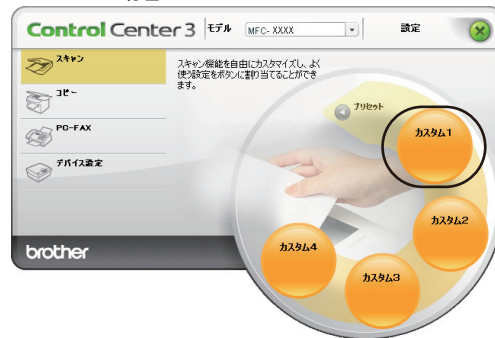 Control Center 3 モデル MFC- XXXX 設定
スキャン
コピー
PC-FAX
デバイス設定
スキャン機能を自由にカスタマイズし、よく
使う設定をボタンに割り当てることができ
ます。
プリセット
カスタム1
カスタム2
カスタム3
カスタム4
brother